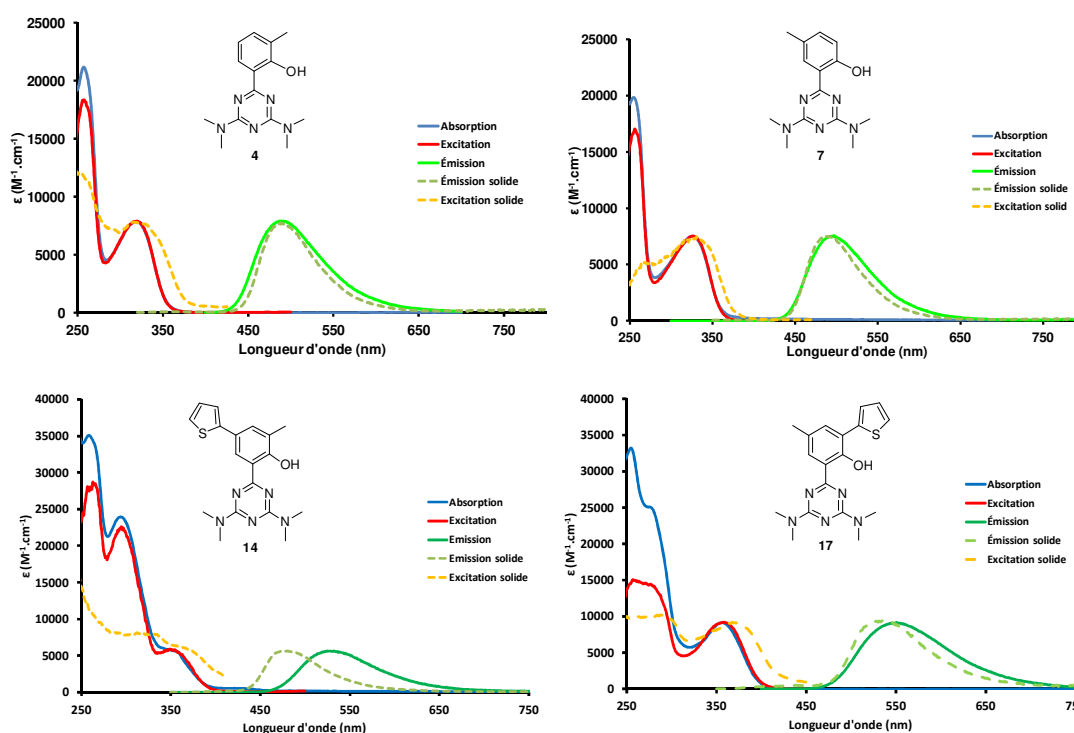 25000
20000
15000
10000
5000
0
ε (M⁻¹.cm⁻¹)
250 350 450 550 650 750
Longueur d'onde (nm)
OH
N N
N N N
4
Absorption
Excitation
Émission
Émission solide
Excitation solide
25000
20000
15000
10000
5000
0
ε (M⁻¹.cm⁻¹)
250 350 450 550 650 750
Longueur d'onde (nm)
OH
N N
N N N
7
Absorption
Excitation
Émission
Émission solide
Excitation solid
40000
35000
30000
25000
20000
15000
10000
5000
0
ε (M⁻¹.cm⁻¹)
250 350 450 550 650 750
Longueur d'onde (nm)
S
OH
N N
N N N
14
Absorption
Excitation
Emission
Emission solide
Excitation solide
40000
35000
30000
25000
20000
15000
10000
5000
0
ε (M⁻¹.cm⁻¹)
250 350 450 550 650 750
Longueur d'onde (nm)
S
OH
N N
N N N
17
Absorption
Excitation
Émission
Émission solide
Excitation solide